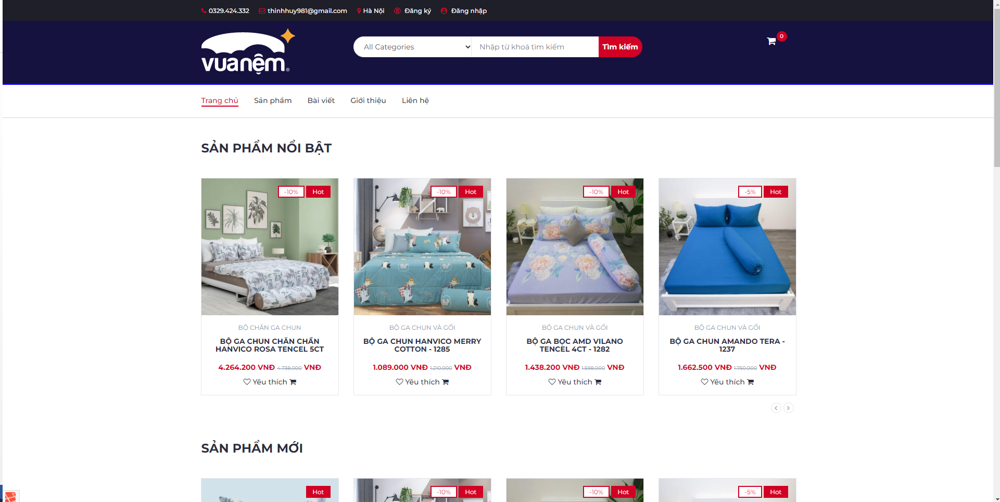 0329.424.332 thinhhuy981@gmail.com Hà Nội Đăng ký Đăng nhập
vuanệm®
All Categories Nhập từ khoá tìm kiếm Tìm kiếm
0
Trang chủ Sản phẩm Bài viết Giới thiệu Liên hệ
SẢN PHẨM NỔI BẬT
-10% Hot
BỘ CHĂN GA CHUN
BỘ GA CHUN CHĂN CHẦN
HANVICO ROSA TENCEL 5CT
4.264.200 VNĐ 4.738.000 VNĐ
Yêu thích
-10% Hot
BỘ GA CHUN VÀ GỐI
BỘ GA CHUN HANVICO MERRY
COTTON - 1285
1.089.000 VNĐ 1.210.000 VNĐ
Yêu thích
-10% Hot
BỘ GA CHUN VÀ GỐI
BỘ GA BỌC AMD VILANO
TENCEL 4CT - 1282
1.438.200 VNĐ 1.598.000 VNĐ
Yêu thích
-5% Hot
BỘ GA CHUN VÀ GỐI
BỘ GA CHUN AMANDO TERA -
1237
1.662.500 VNĐ 1.750.000 VNĐ
Yêu thích
SẢN PHẨM MỚI
Hot
-10% Hot
-10% Hot
-5% Hot